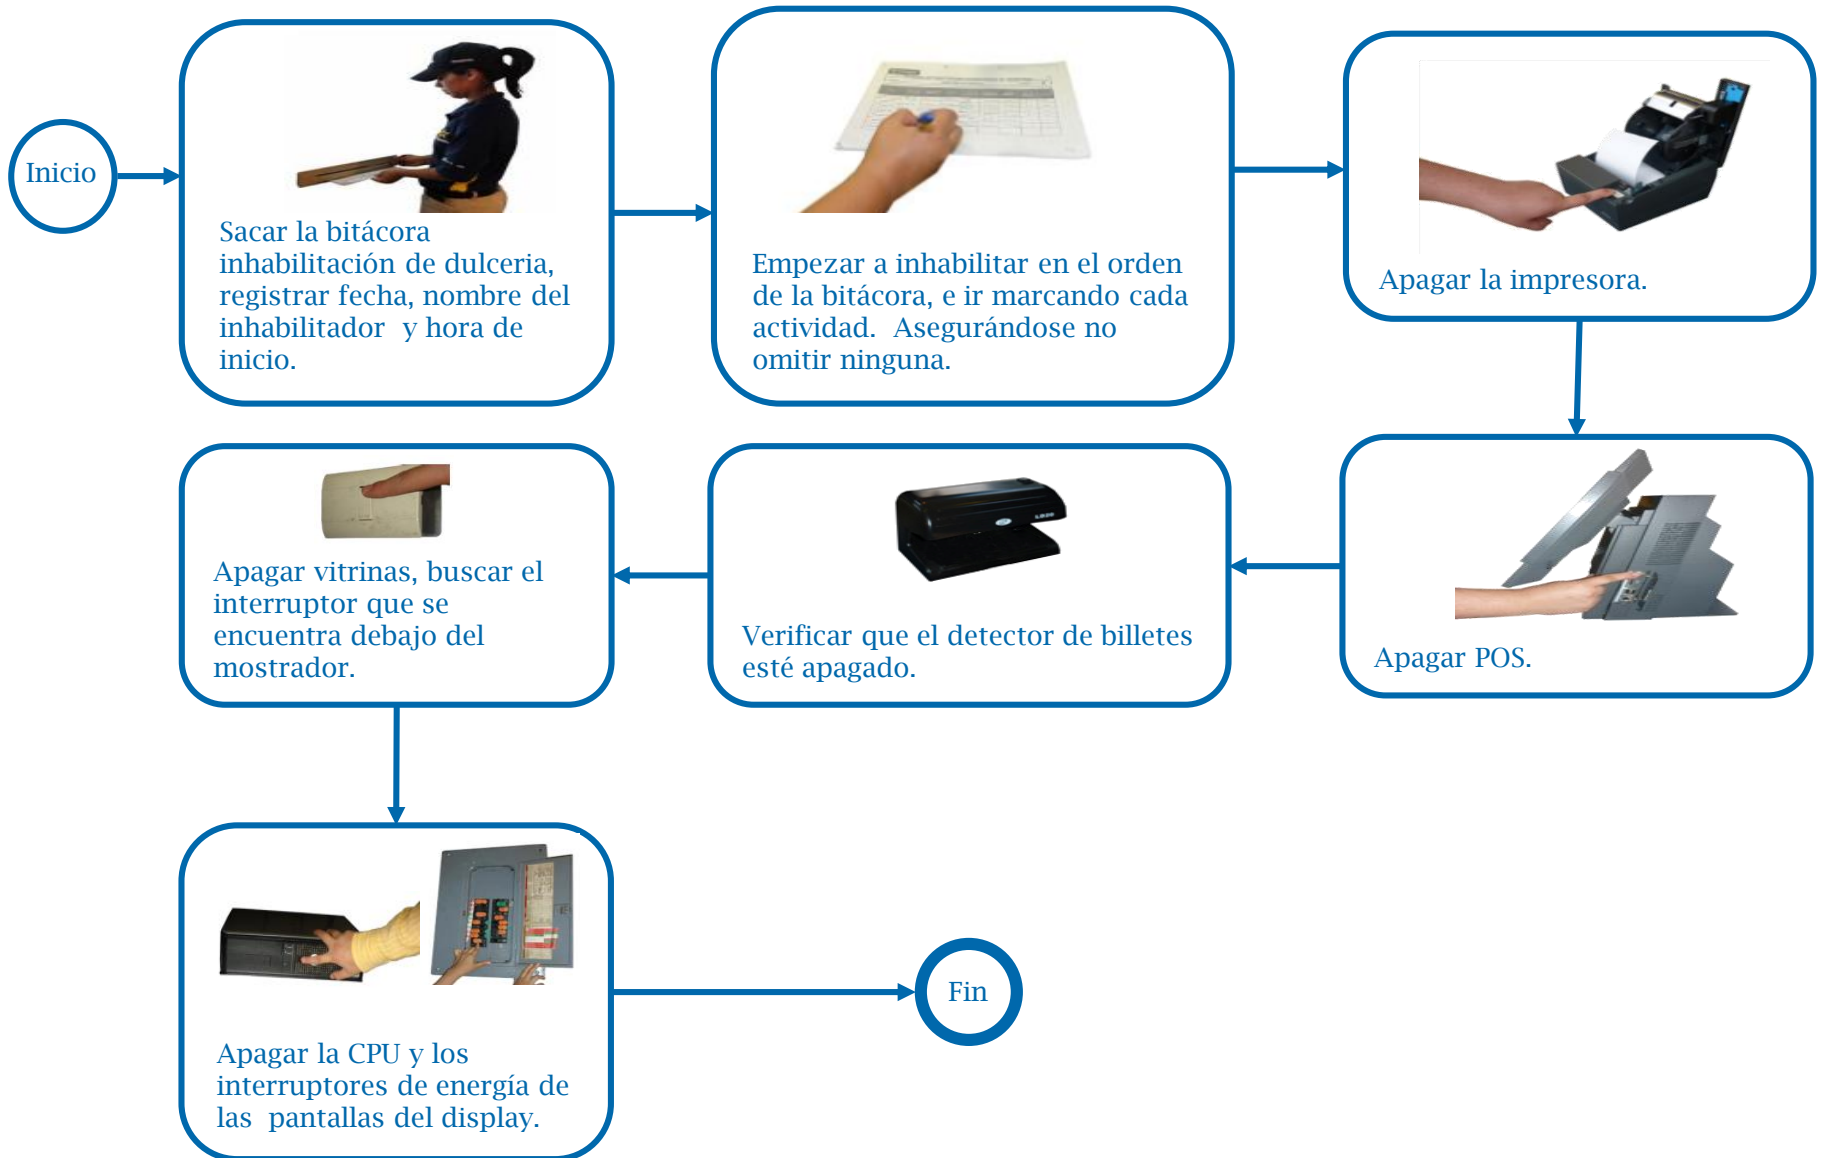 Inicio
Sacar la bitácora
inhabilitación de dulceria,
registrar fecha, nombre del
inhabilitador y hora de
inicio.
Empezar a inhabilitar en el orden
de la bitácora, e ir marcando cada
actividad. Asegurándose no
omitir ninguna.
Apagar la impresora.
Apagar POS.
Verificar que el detector de billetes
esté apagado.
Apagar vitrinas, buscar el
interruptor que se
encuentra debajo del
mostrador.
Apagar la CPU y los
interruptores de energía de
las pantallas del display.
Fin